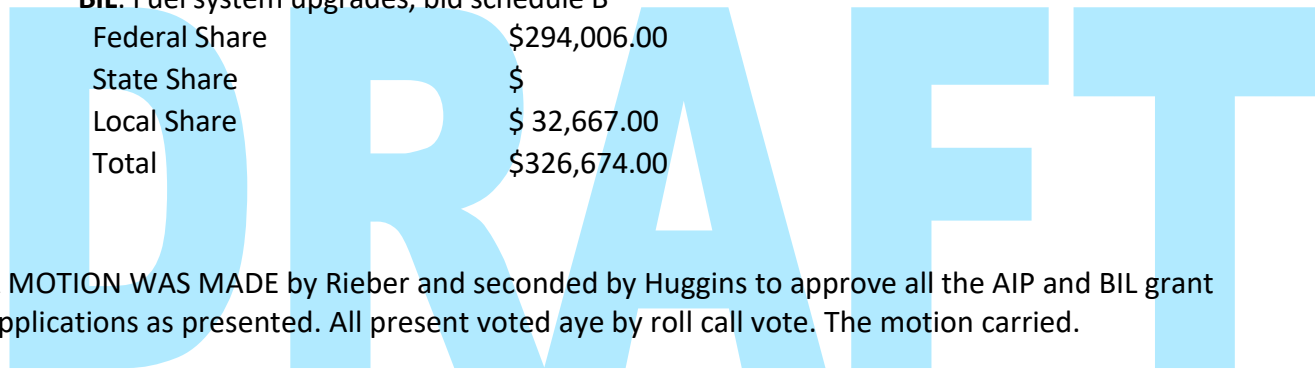 BIL: Fuel system upgrades, bid schedule B
Federal Share $294,006.00
State Share $
Local Share $ 32,667.00
Total $326,674.00
MOTION WAS MADE by Rieber and seconded by Huggins to approve all the AIP and BIL grant
pplications as presented. All present voted aye by roll call vote. The motion carried.
DRAFT